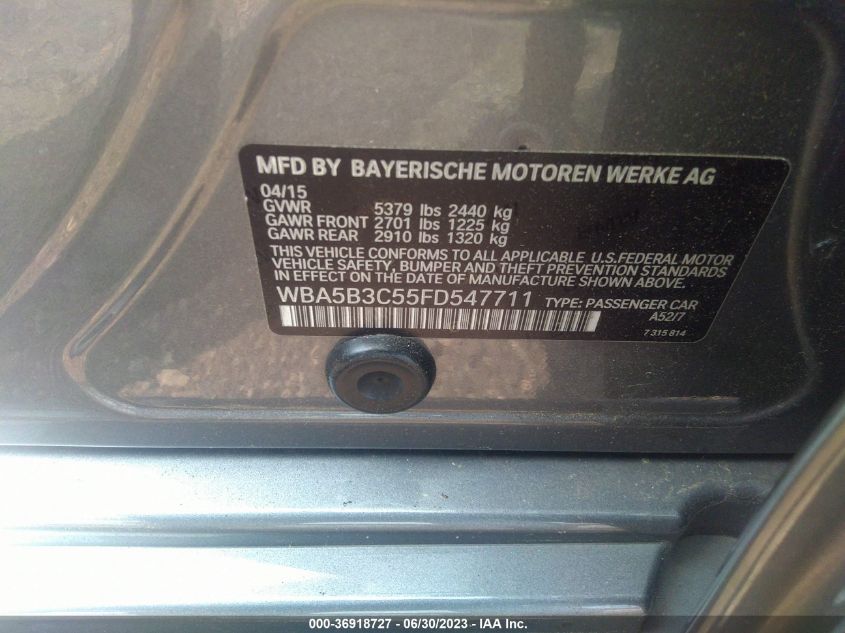 MFD BY BAYERISCHE MOTOREN WERKE AG
04/15
GVWR 5379 lbs 2440 kg
GAWR FRONT 2701 lbs 1225 kg
GAWR REAR 2910 lbs 1320 kg
THIS VEHICLE CONFORMS TO ALL APPLICABLE U.S.FEDERAL MOTOR
VEHICLE SAFETY, BUMPER AND THEFT PREVENTION STANDARDS
IN EFFECT ON THE DATE OF MANUFACTURE SHOWN ABOVE.
WBA5B3C55FD547711 TYPE: PASSENGER CAR
A52/7
7 315 814
000-36918727 - 06/30/2023 - IAA Inc.